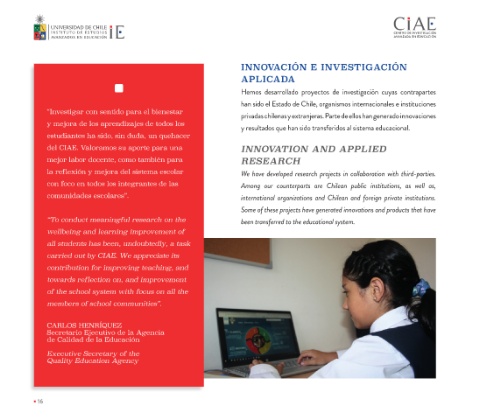 UNIVERSIDAD DE CHILE
INSTITUTO DE ESTUDIOS
AVANZADOS EN EDUCACIÓN
IE
CIAE
CENTRO DE INVESTIGACIÓN
AVANZADA EN EDUCACIÓN
"Investigar con sentido para el bienestar
y mejora de los aprendizajes de todos los
estudiantes ha sido, sin duda, un quehacer
del CIAE. Valoramos su aporte para una
mejor labor docente, como también para
la reflexión y mejora del sistema escolar
con foco en todos los integrantes de las
comunidades escolares".
"To conduct meaningful research on the
wellbeing and learning improvement of
all students has been, undoubtedly, a task
carried out by CIAE. We appreciate its
contribution for improving teaching, and
towards reflection on, and improvement
of the school system with focus on all the
members of school communities".
CARLOS HENRÍQUEZ
Secretario Ejecutivo de la Agencia
de Calidad de la Educación
Executive Secretary of the
Quality Education Agency
INNOVACIÓN E INVESTIGACIÓN
APLICADA
Hemos desarrollado proyectos de investigación cuyas contrapartes
han sido el Estado de Chile, organismos internacionales e instituciones
privadas chilenas y extranjeras. Parte de ellos han generado innovaciones
y resultados que han sido transferidos al sistema educacional.
INNOVATION AND APPLIED
RESEARCH
We have developed research projects in collaboration with third-parties.
Among our counterparts are Chilean public institutions, as well as,
international organizations and Chilean and foreign private institutions.
Some of these projects have generated innovations and products that have
been transferred to the educational system.
16